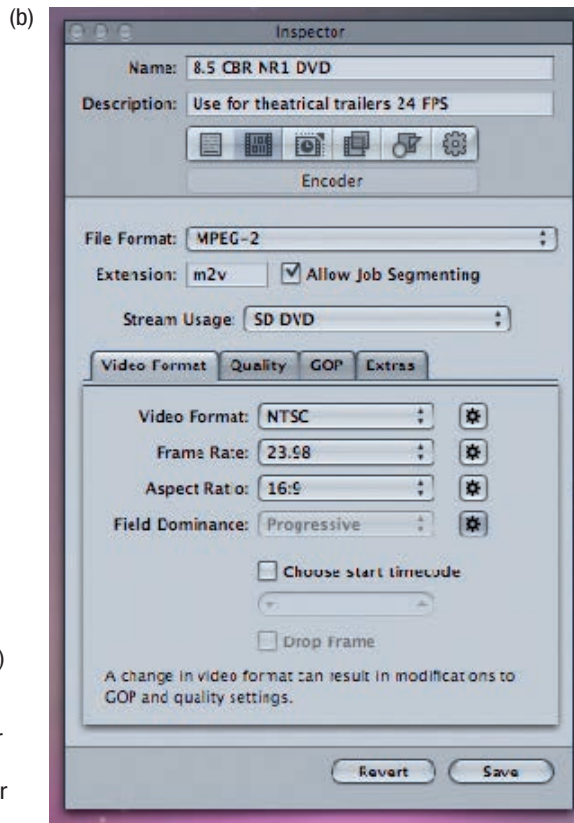 (b)
Inspector
Name: 8.5 CBR NR1 DVD
Description: Use for theatrical trailers 24 FPS
Encoder
File Format: MPEG-2
Extension: m2v Allow Job Segmenting
Stream Usage: SD DVD
Video Format Quality GOP Extras
Video Format: NTSC
Frame Rate: 23.98
Aspect Ratio: 16:9
Field Dominance: Progressive
Choose start timecode
Drop Frame
A change in video format can result in modifications to
GOP and quality settings.
Revert Save
)
r
r